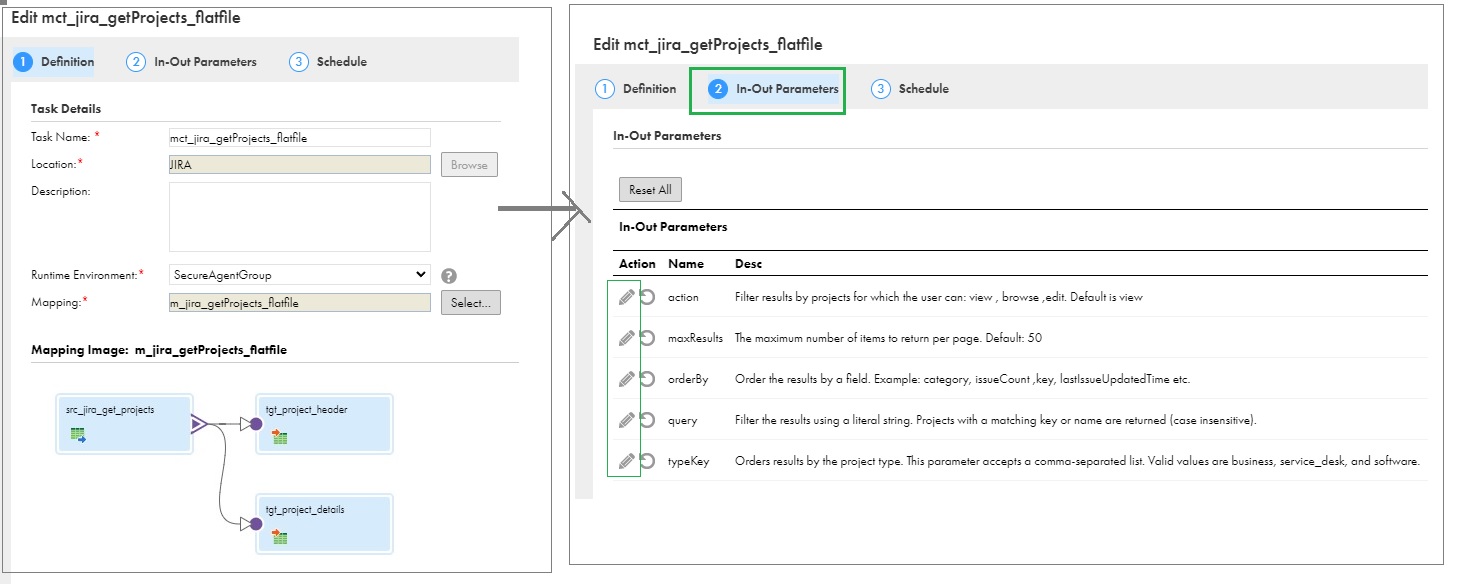 Edit mct_jira_getProjects_flatfile
1 Definition 2 In-Out Parameters 3 Schedule
Task Details
Task Name: * mct_jira_getProjects_flatfile
Location:* JIRA Browse
Description:
Runtime Environment:* SecureAgentGroup ?
Mapping:* m_jira_getProjects_flatfile Select...
Mapping Image: m_jira_getProjects_flatfile
src_jira_get_projects
tgt_project_header
tgt_project_details
Edit mct_jira_getProjects_flatfile
1 Definition 2 In-Out Parameters 3 Schedule
In-Out Parameters
Reset All
In-Out Parameters
Action Name Desc
action Filter results by projects for which the user can: view , browse ,edit. Default is view
maxResults The maximum number of items to return per page. Default: 50
orderBy Order the results by a field. Example: category, issueCount ,key, lastIssueUpdatedTime etc.
query Filter the results using a literal string. Projects with a matching key or name are returned (case insensitive).
typeKey Orders results by the project type. This parameter accepts a comma-separated list. Valid values are business, service_desk, and software.